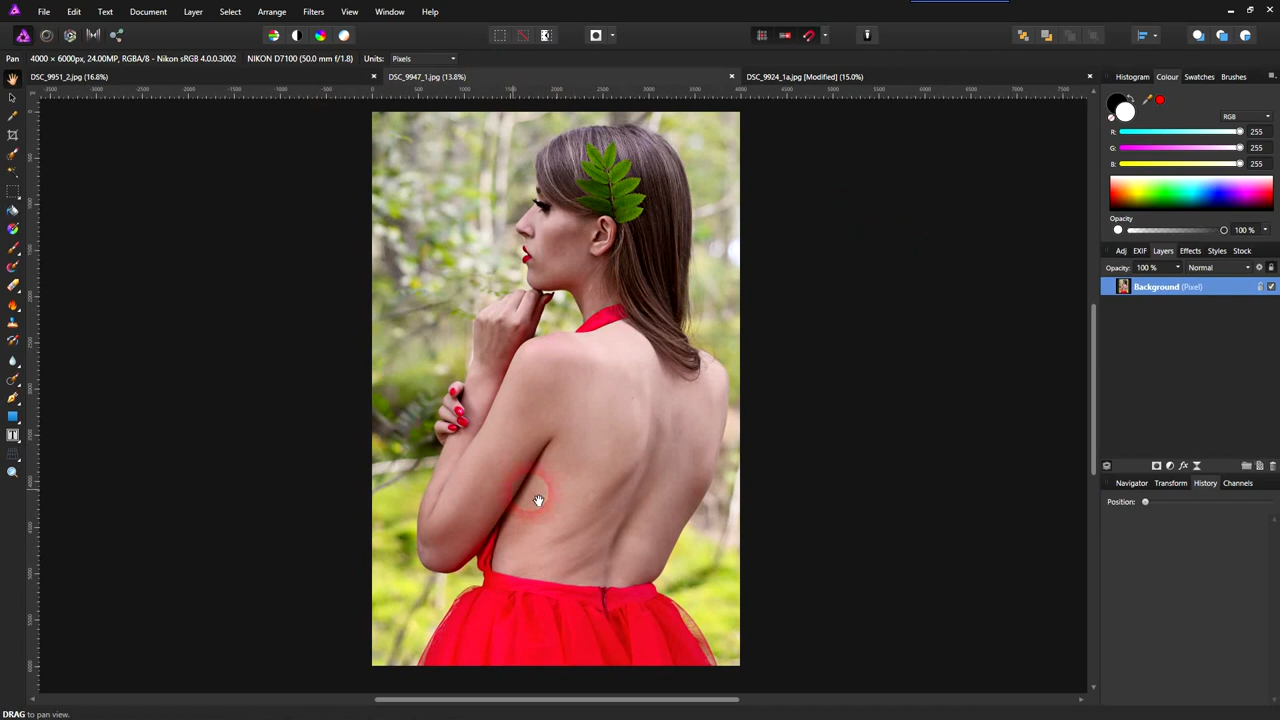 File Edit Text Document Layer Select Arrange Filters View Window Help
Pan 4000 × 6000px, 24.00MP, RGBA/8 - Nikon sRGB 4.0.0.3002 NIKON D7100 (50.0 mm f/1.8) Units: Pixels
DSC_9951_2.jpg (16.8%) DSC_9947_1.jpg (13.8%) DSC_9924_1a.jpg [Modified] (15.0%)
Histogram Colour Swatches Brushes
RGB
R: 255
G: 255
B: 255
Opacity
100 %
Adj EXIF Layers Effects Styles Stock
Opacity: 100 % Normal
Background (Pixel)
Navigator Transform History Channels
Position:
DRAG to pan view.